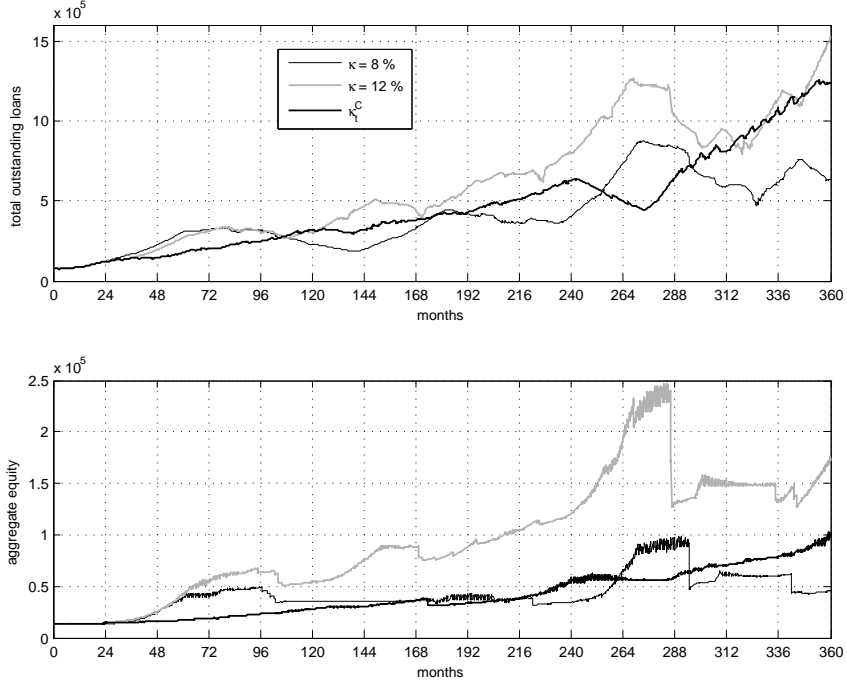 x 10^5
15
10
5
0
total outstanding loans
κ = 8 %
κ = 12 %
κ_t^C
0 24 48 72 96 120 144 168 192 216 240 264 288 312 336 360
months
x 10^5
2.5
2
1.5
1
0.5
0
aggregate equity
0 24 48 72 96 120 144 168 192 216 240 264 288 312 336 360
months